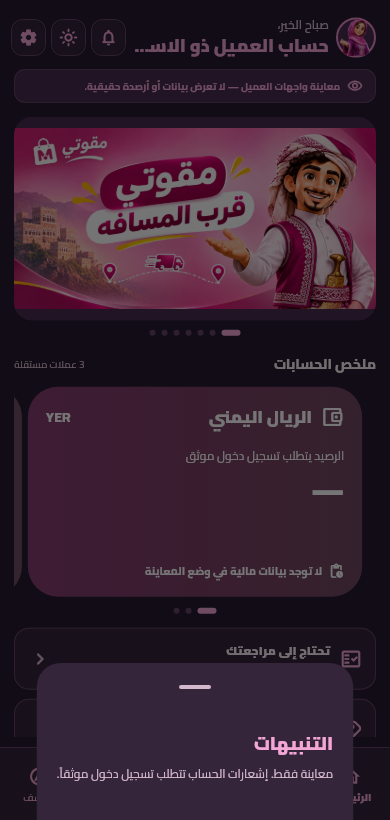 صباح الخير،
حساب العميل ذو الاسـ...
معاينة واجهات العميل — لا تعرض بيانات أو أرصدة حقيقية.
مقوتي
مقوتي
قرب المسافه
ملخص الحسابات
3 عملات مستقلة
الريال اليمني
YER
الرصيد يتطلب تسجيل دخول موثق
لا توجد بيانات مالية في وضع المعاينة
تحتاج إلى مراجعتك
التنبيهات
معاينة فقط. إشعارات الحساب تتطلب تسجيل دخول موثقاً.